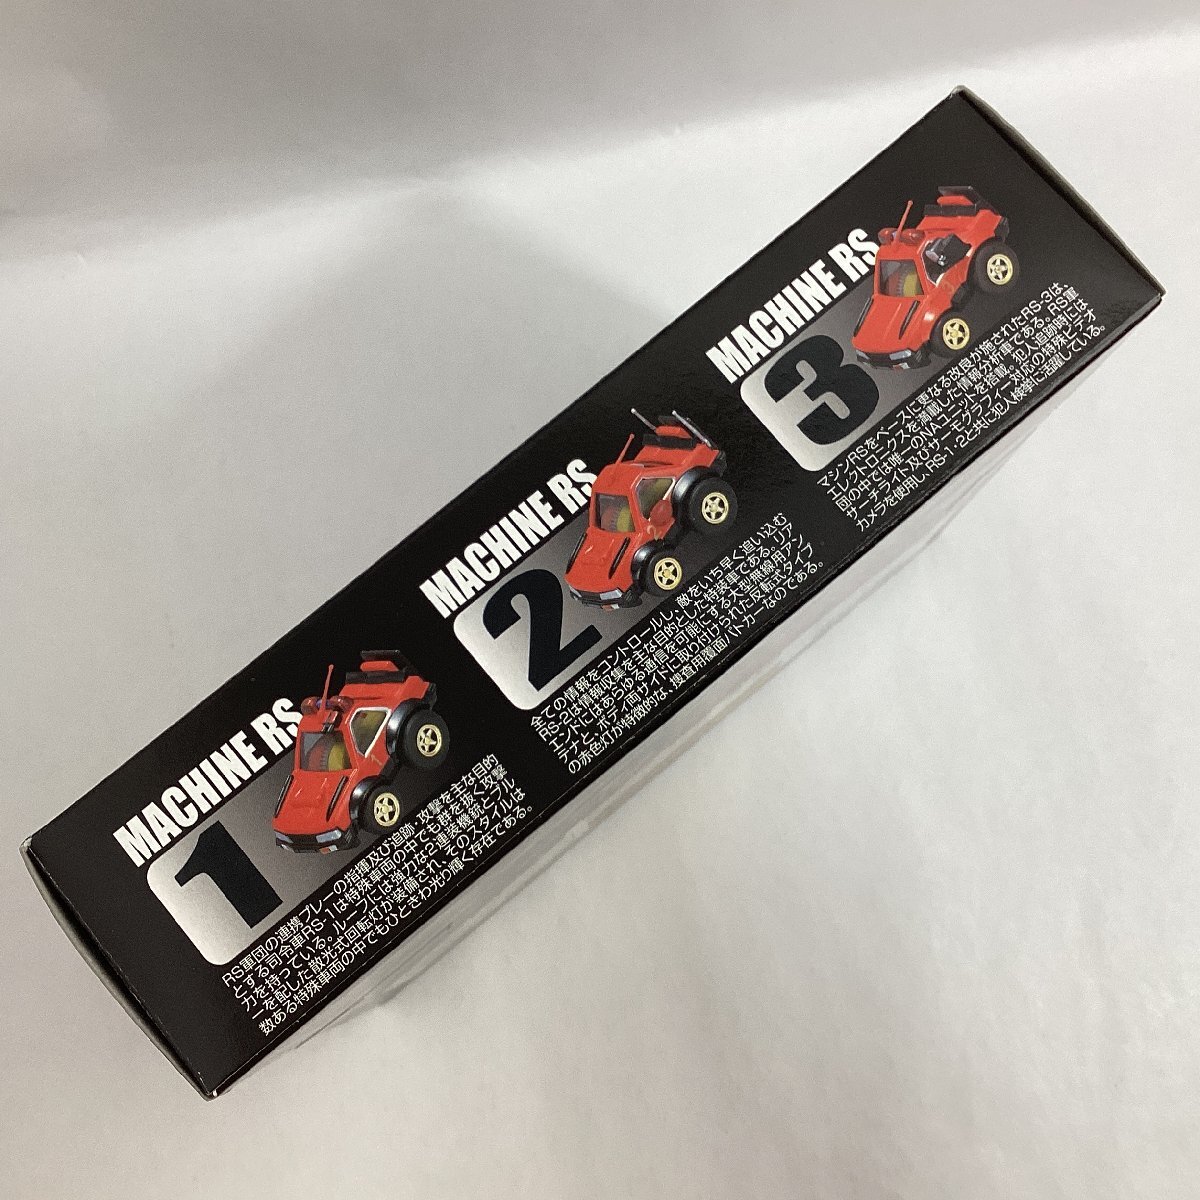 MACHINE RS
1
RS軍団の連携プレーの指揮及び追跡・攻撃を主な目的
とする司令車RS-1は特殊車両の中でも群を抜く攻撃
力を持っている。ルーフには強力な2連装機銃とブル
ーを配した散光式回転灯が装備され、そのスタイルは
数ある特殊車両の中でもひときわ光り輝く存在である。
MACHINE RS
2
全ての情報をコントロールし、敵をいち早く追い込む
RS-2は情報収集を主な目的とした特装車である。リア
エンドにはあらゆる通信を可能にする大型無線用アン
テナと、ボディ両サイドに取り付けられた反転式タイプ
の赤色灯が特徴的な、捜査用覆面パトカーなのである。
MACHINE RS
3
マシンRSをベースに更なる改良が施されたRS-3は、
エレクトロニクスを満載した情報分析車である。RS軍
団の中では唯一のNAユニットを搭載。犯人追跡時には
サーチライト及びサーモグラフィー対応の特殊ビデオ
カメラを使用し、RS-1・2と共に犯人検挙に活躍している。